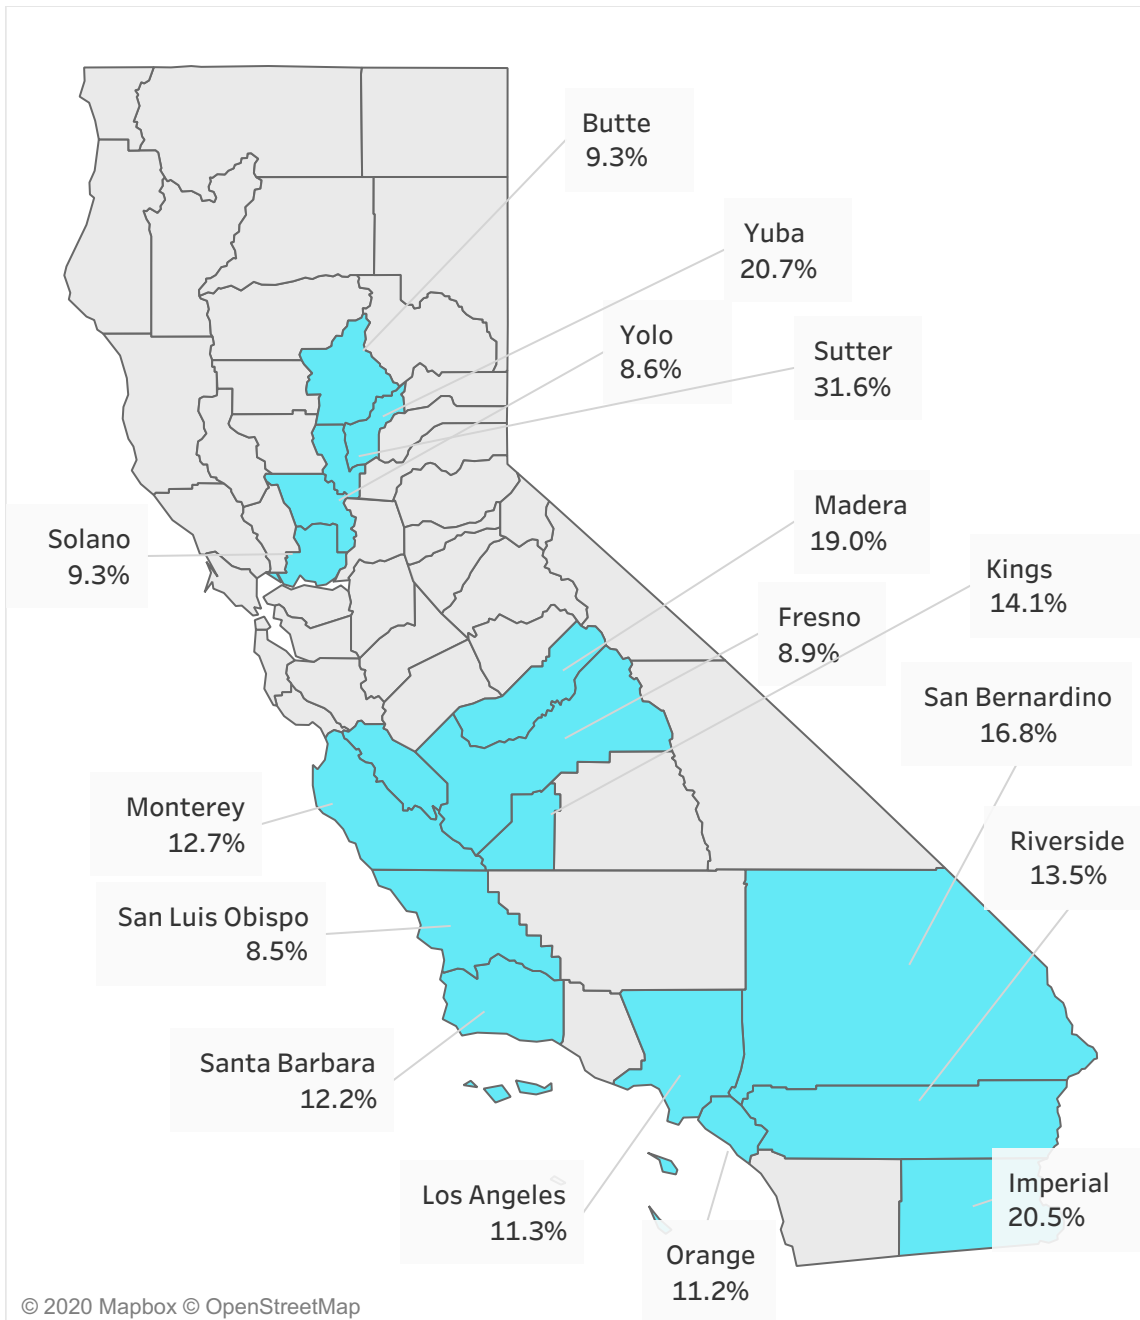 Butte
9.3%
Yuba
20.7%
Yolo
8.6%
Sutter
31.6%
Madera
19.0%
Solano
9.3%
Kings
14.1%
Fresno
8.9%
San Bernardino
16.8%
Monterey
12.7%
Riverside
13.5%
San Luis Obispo
8.5%
Santa Barbara
12.2%
Los Angeles
11.3%
Imperial
20.5%
Orange
11.2%
© 2020 Mapbox © OpenStreetMap